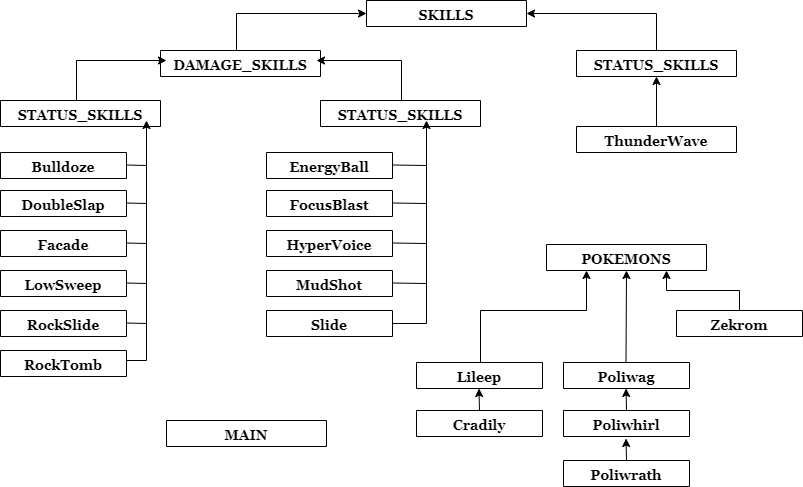 SKILLS
DAMAGE_SKILLS
STATUS_SKILLS
STATUS_SKILLS
STATUS_SKILLS
ThunderWave
Bulldoze
DoubleSlap
Facade
LowSweep
RockSlide
RockTomb
EnergyBall
FocusBlast
HyperVoice
MudShot
Slide
POKEMONS
Zekrom
Lileep
Poliwag
Cradily
Poliwhirl
Poliwrath
MAIN